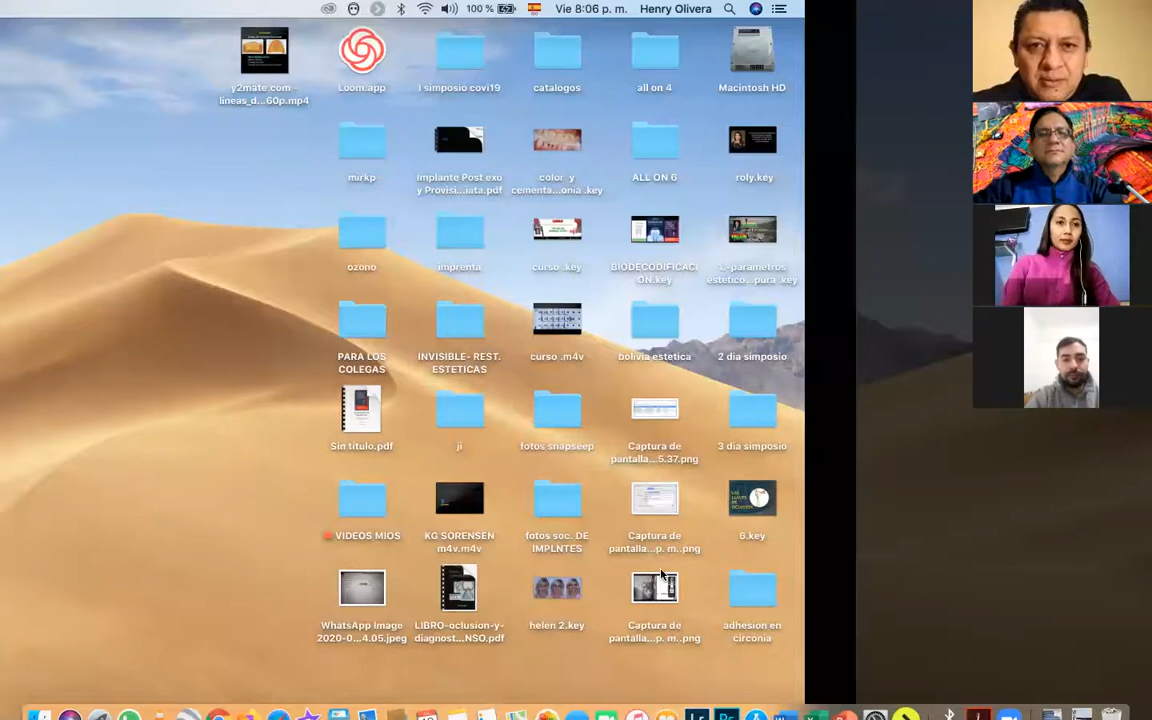 100 %
Vie 8:06 p. m.
Henry Olivera
y2mate.com -
lineas_d...60p.mp4
Loom.app
I simposio covi19
catalogos
all on 4
Macintosh HD
mirkp
Implante Post exo
y Provisi...iata.pdf
color y
cementa...onia .key
ALL ON 6
roly.key
ozono
imprenta
curso .key
BIODECODIFICACI
ON.key
1.-parametros
estetico...pura .key
PARA LOS
COLEGAS
INVISIBLE- REST.
ESTETICAS
curso .m4v
bolivia estetica
2 dia simposio
Sin título.pdf
ji
fotos snapseep
Captura de
pantalla...5.37.png
3 dia simposio
VIDEOS MIOS
KG SORENSEN
m4v.m4v
fotos soc. DE
IMPLNTES
Captura de
pantalla...p. m..png
6.key
WhatsApp Image
2020-0...4.05.jpeg
LIBRO-oclusion-y-
diagnost...NSO.pdf
helen 2.key
Captura de
pantalla...p. m..png
adhesion en
circonia